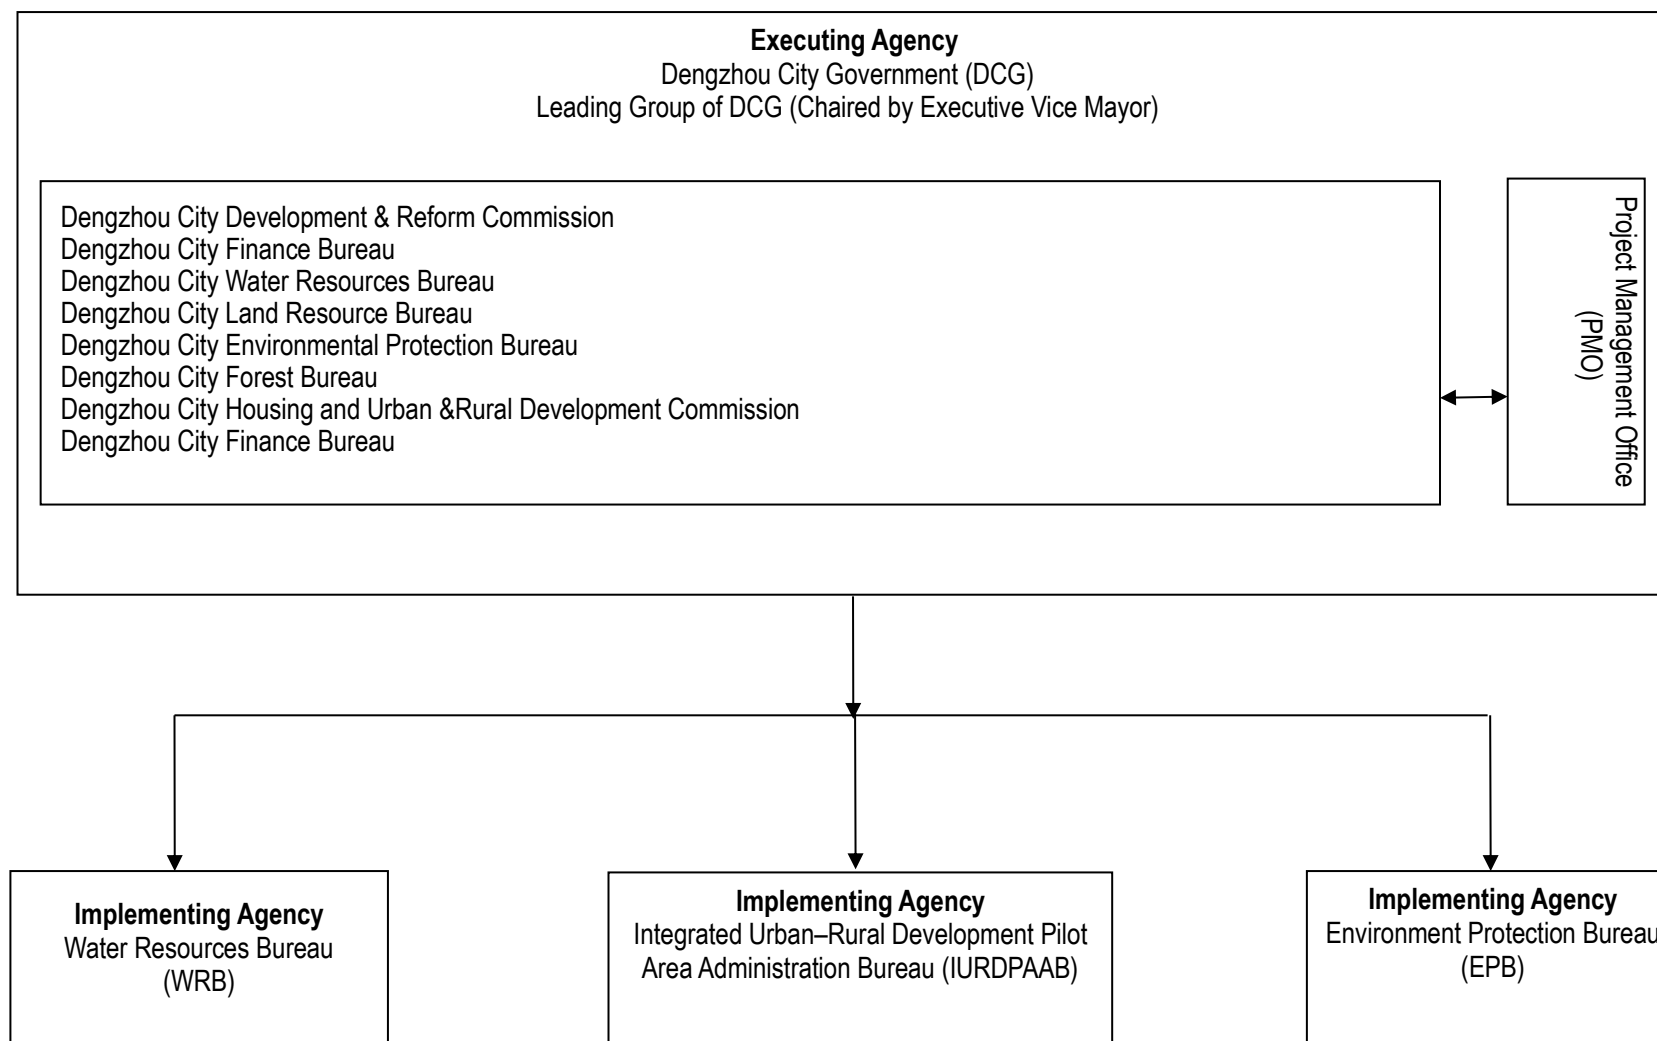 Executing Agency
Dengzhou City Government (DCG)
Leading Group of DCG (Chaired by Executive Vice Mayor)
Dengzhou City Development & Reform Commission
Dengzhou City Finance Bureau
Dengzhou City Water Resources Bureau
Dengzhou City Land Resource Bureau
Dengzhou City Environmental Protection Bureau
Dengzhou City Forest Bureau
Dengzhou City Housing and Urban &Rural Development Commission
Dengzhou City Finance Bureau
Project Management Office
(PMO)
Implementing Agency
Water Resources Bureau
(WRB)
Implementing Agency
Integrated Urban–Rural Development Pilot
Area Administration Bureau (IURDPAAB)
Implementing Agency
Environment Protection Bureau
(EPB)